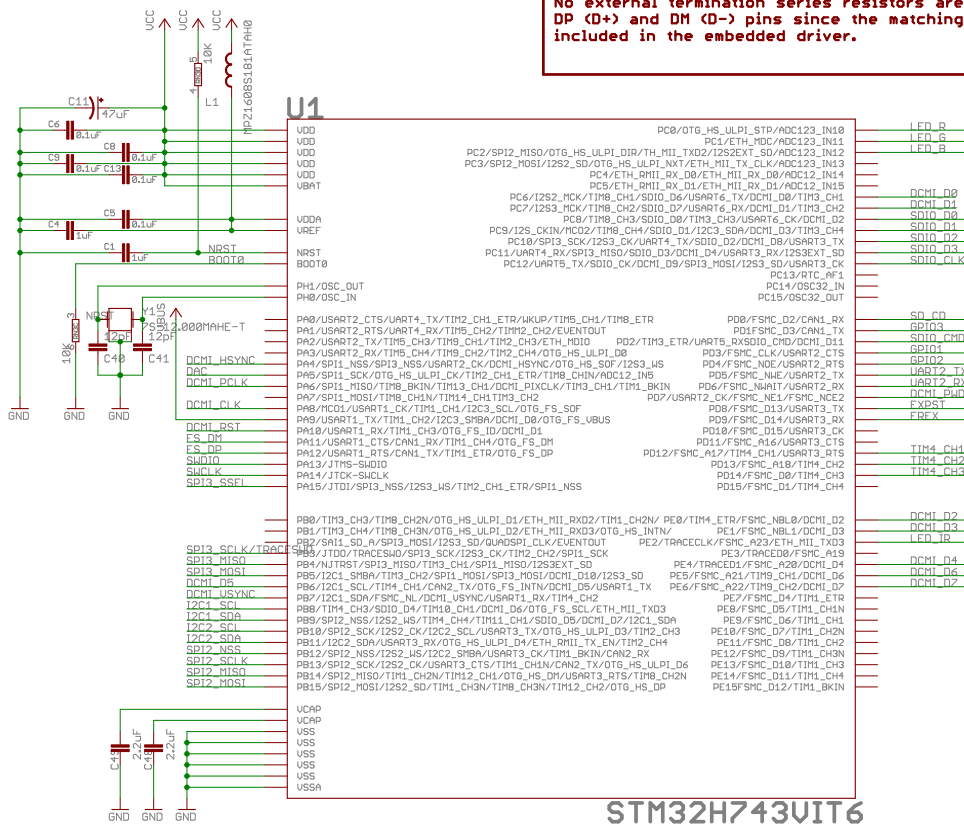 No external termination series resistors are
DP (D+) and DM (D-) pins since the matching
included in the embedded driver.
VCC
VCC
VCC
10K
5
4
L1
MPZ1608S181ATAH0
C11
47uF
C6
0.1uF
C8
0.1uF
C9
0.1uF
C13
0.1uF
C5
0.1uF
C4
1uF
C1
1uF
NRST
BOOT0
U1
VDD
VDD
VDD
VDD
VDD
VBAT
VDDA
VREF
NRST
BOOT0
PH1/OSC_OUT
PH0/OSC_IN
3
10K
NRST
Y1
7S-12.000MAHE-T
VBUS
12pF
12pF
C40
C41
GND
GND
GND
DCMI_HSYNC
DAC
DCMI_PCLK
DCMI_CLK
DCMI_RST
FS_DM
FS_DP
SWDIO
SWCLK
SPI3_SSEL
PA0/USART2_CTS/UART4_TX/TIM2_CH1_ETR/WKUP/TIM5_CH1/TIM8_ETR
PA1/USART2_RTS/UART4_RX/TIM5_CH2/TIMM2_CH2/EVENTOUT
PA2/USART2_TX/TIM5_CH3/TIM9_CH1/TIM2_CH3/ETH_MDIO
PA3/USART2_RX/TIM5_CH4/TIM9_CH2/TIM2_CH4/OTG_HS_ULPI_D0
PA4/SPI1_NSS/SPI3_NSS/USART2_CK/DCMI_HSYNC/OTG_HS_SOF/I2S3_WS
PA5/SPI1_SCK/OTG_HS_ULPI_CK/TIM2_CH1_ETR/TIM8_CHIN/ADC12_IN5
PA6/SPI1_MISO/TIM8_BKIN/TIM13_CH1/DCMI_PIXCLK/TIM3_CH1/TIM1_BKIN
PA7/SPI1_MOSI/TIM8_CH1N/TIM14_CH1TIM3_CH2
PA8/MCO1/USART1_CK/TIM1_CH1/I2C3_SCL/OTG_FS_SOF
PA9/USART1_TX/TIM1_CH2/I2C3_SMBA/DCMI_D0/OTG_FS_VBUS
PA10/USART1_RX/TIM1_CH3/OTG_FS_ID/DCMI_D1
PA11/USART1_CTS/CAN1_RX/TIM1_CH4/OTG_FS_DM
PA12/USART1_RTS/CAN1_TX/TIM1_ETR/OTG_FS_DP
PA13/JTMS-SWDIO
PA14/JTCK-SWCLK
PA15/JTDI/SPI3_NSS/I2S3_WS/TIM2_CH1_ETR/SPI1_NSS
SPI3_SCLK/TRACESWO
SPI3_MISO
SPI3_MOSI
DCMI_D5
DCMI_VSYNC
I2C1_SCL
I2C1_SDA
I2C2_SCL
I2C2_SDA
SPI2_NSS
SPI2_SCLK
SPI2_MISO
SPI2_MOSI
PB0/TIM3_CH3/TIM8_CH2N/OTG_HS_ULPI_D1/ETH_MII_RXD2/TIM1_CH2N/
PB1/TIM3_CH4/TIM8_CH3N/OTG_HS_ULPI_D2/ETH_MII_RXD3/OTG_HS_INTN/
PB2/SAI1_SD_A/SPI3_MOSI/I2S3_SD/QUADSPI_CLK/EVENTOUT
PB3/JTDO/TRACESWO/SPI3_SCK/I2S3_CK/TIM2_CH2/SPI1_SCK
PB4/NJTRST/SPI3_MISO/TIM3_CH1/SPI1_MISO/I2S3EXT_SD
PB5/I2C1_SMBA/TIM3_CH2/SPI1_MOSI/SPI3_MOSI/DCMI_D10/I2S3_SD
PB6/I2C1_SCL/TIM4_CH1/CAN2_TX/OTG_FS_INTN/DCMI_D5/USART1_TX
PB7/I2C1_SDA/FSMC_NL/DCMI_VSYNC/USART1_RX/TIM4_CH2
PB8/TIM4_CH3/SDIO_D4/TIM10_CH1/DCMI_D6/OTG_FS_SCL/ETH_MII_TXD3
PB9/SPI2_NSS/I2S2_WS/TIM4_CH4/TIM11_CH1/SDIO_D5/DCMI_D7/I2C1_SDA
PB10/SPI2_SCK/I2S2_CK/I2C2_SCL/USART3_TX/OTG_HS_ULPI_D3/TIM2_CH3
PB11/I2C2_SDA/USART3_RX/OTG_HS_ULPI_D4/ETH_RMII_TX_EN/TIM2_CH4
PB12/SPI2_NSS/I2S2_WS/I2C2_SMBA/USART3_CK/TIM1_BKIN/CAN2_RX
PB13/SPI2_SCK/I2S2_CK/USART3_CTS/TIM1_CH1N/CAN2_TX/OTG_HS_ULPI_D6
PB14/SPI2_MISO/TIM1_CH2N/TIM12_CH1/OTG_HS_DM/USART3_RTS/TIM8_CH2N
PB15/SPI2_MOSI/I2S2_SD/TIM1_CH3N/TIM8_CH3N/TIM12_CH2/OTG_HS_DP
VCAP
VCAP
VSS
VSS
VSS
VSS
VSS
VSSA
2.2uF
2.2uF
GND
GND
GND
PC0/OTG_HS_ULPI_STP/ADC123_IN10
PC1/ETH_MDC/ADC123_IN11
PC2/SPI2_MISO/OTG_HS_ULPI_DIR/TH_MII_TXD2/I2S2EXT_SD/ADC123_IN12
PC3/SPI2_MOSI/I2S2_SD/OTG_HS_ULPI_NXT/ETH_MII_TX_CLK/ADC123_IN13
PC4/ETH_RMII_RX_D0/ETH_MII_RX_D0/ADC12_IN14
PC5/ETH_RMII_RX_D1/ETH_MII_RX_D1/ADC12_IN15
PC6/I2S2_MCK/TIM8_CH1/SDIO_D6/USART6_TX/DCMI_D0/TIM3_CH1
PC7/I2S3_MCK/TIM8_CH2/SDIO_D7/USART6_RX/DCMI_D1/TIM3_CH2
PC8/TIM8_CH3/SDIO_D0/TIM3_CH3/USART6_CK/DCMI_D2
PC9/I2S_CKIN/MCO2/TIM8_CH4/SDIO_D1/I2C3_SDA/DCMI_D3/TIM3_CH4
PC10/SPI3_SCK/I2S3_CK/UART4_TX/SDIO_D2/DCMI_D8/USART3_TX
PC11/UART4_RX/SPI3_MISO/SDIO_D3/DCMI_D4/USART3_RX/I2S3EXT_SD
PC12/UART5_TX/SDIO_CK/DCMI_D9/SPI3_MOSI/I2S3_SD/USART3_CK
PC13/RTC_AF1
PC14/OSC32_IN
PC15/OSC32_OUT
PD0/FSMC_D2/CAN1_RX
PD1FSMC_D3/CAN1_TX
PD2/TIM3_ETR/UART5_RXSDIO_CMD/DCMI_D11
PD3/FSMC_CLK/USART2_CTS
PD4/FSMC_NOE/USART2_RTS
PD5/FSMC_NWE/USART2_TX
PD6/FSMC_NWAIT/USART2_RX
PD7/USART2_CK/FSMC_NE1/FSMC_NCE2
PD8/FSMC_D13/USART3_TX
PD9/FSMC_D14/USART3_RX
PD10/FSMC_D15/USART3_CK
PD11/FSMC_A16/USART3_CTS
PD12/FSMC_A17/TIM4_CH1/USART3_RTS
PD13/FSMC_A18/TIM4_CH2
PD14/FSMC_D0/TIM4_CH3
PD15/FSMC_D1/TIM4_CH4
PE0/TIM4_ETR/FSMC_NBL0/DCMI_D2
PE1/FSMC_NBL1/DCMI_D3
PE2/TRACECLK/FSMC_A23/ETH_MII_TXD3
PE3/TRACED0/FSMC_A19
PE4/TRACED1/FSMC_A20/DCMI_D4
PE5/FSMC_A21/TIM9_CH1/DCMI_D6
PE6/FSMC_A22/TIM9_CH2/DCMI_D7
PE7/FSMC_D4/TIM1_ETR
PE8/FSMC_D5/TIM1_CH1N
PE9/FSMC_D6/TIM1_CH1
PE10/FSMC_D7/TIM1_CH2N
PE11/FSMC_D8/TIM1_CH2
PE12/FSMC_D9/TIM1_CH3N
PE13/FSMC_D10/TIM1_CH3
PE14/FSMC_D11/TIM1_CH4
PE15FSMC_D12/TIM1_BKIN
LED_R
LED_G
LED_B
DCMI_D0
DCMI_D1
SDIO_D0
SDIO_D1
SDIO_D2
SDIO_D3
SDIO_CLK
SD_CD
GPIO3
SDIO_CMD
GPIO1
GPIO2
UART2_TX
UART2_RX
DCMI_PWD
EXPST
FREX
TIM4_CH1
TIM4_CH2
TIM4_CH3
DCMI_D2
DCMI_D3
LED_IR
DCMI_D4
DCMI_D6
DCMI_D7
STM32H743VIT6